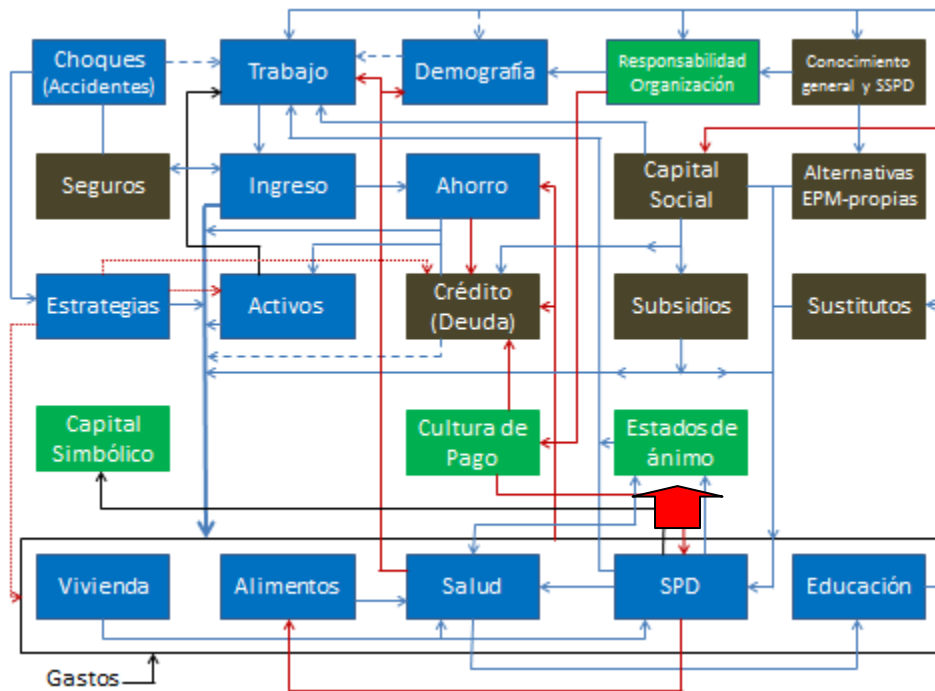 Choques
(Accidentes)
Trabajo
Demografía
Responsabilidad
Organización
Conocimiento
general y SSPD
Seguros
Ingreso
Ahorro
Capital
Social
Alternativas
EPM-propias
Estrategias
Activos
Crédito
(Deuda)
Subsidios
Sustitutos
Capital
Simbólico
Cultura de
Pago
Estados de
ánimo
Vivienda
Alimentos
Salud
SPD
Educación
Gastos